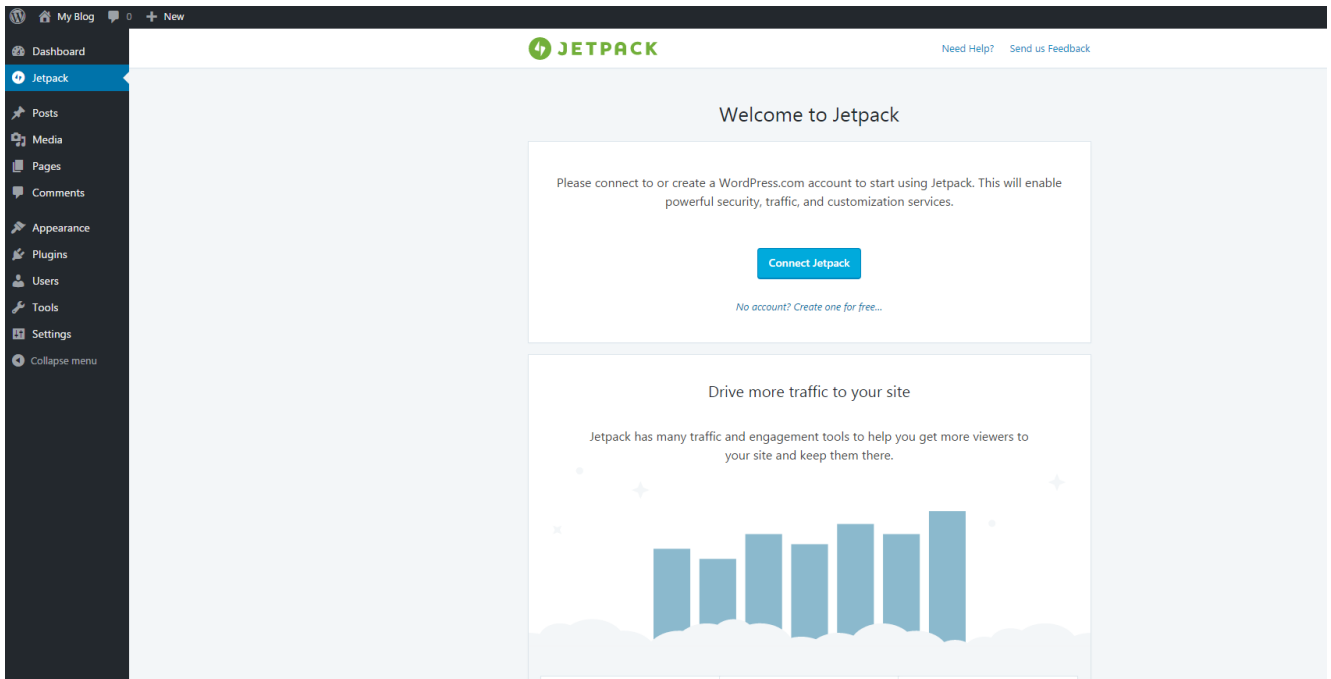 My Blog 0 + New
Dashboard
Jetpack
Posts
Media
Pages
Comments
Appearance
Plugins
Users
Tools
Settings
Collapse menu
JETPACK
Need Help? Send us Feedback
Welcome to Jetpack
Please connect to or create a WordPress.com account to start using Jetpack. This will enable
powerful security, traffic, and customization services.
Connect Jetpack
No account? Create one for free...
Drive more traffic to your site
Jetpack has many traffic and engagement tools to help you get more viewers to
your site and keep them there.